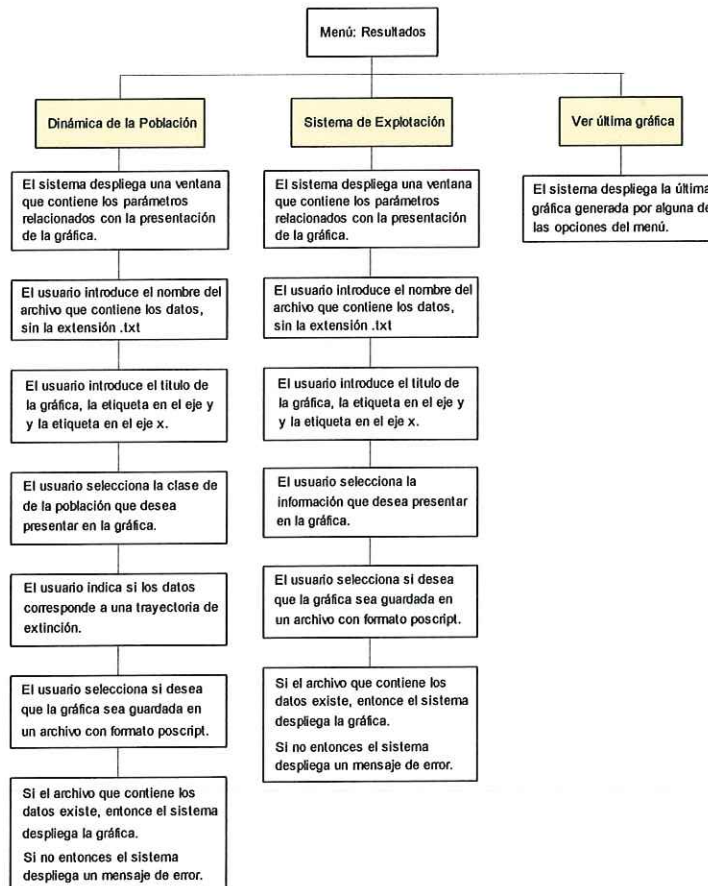 Menú: Resultados
Dinámica de la Población
El sistema despliega una ventana
que contiene los parámetros
relacionados con la presentación
de la gráfica.
El usuario introduce el nombre del
archivo que contiene los datos,
sin la extensión .txt
El usuario introduce el titulo de
la gráfica, la etiqueta en el eje y
y la etiqueta en el eje x.
El usuario selecciona la clase de
de la población que desea
presentar en la gráfica.
El usuario indica si los datos
corresponde a una trayectoria de
extinción.
El usuario selecciona si desea
que la gráfica sea guardada en
un archivo con formato poscript.
Si el archivo que contiene los
datos existe, entonce el sistema
despliega la gráfica.
Si no entonces el sistema
despliega un mensaje de error.
Sistema de Explotación
El sistema despliega una ventana
que contiene los parámetros
relacionados con la presentación
de la gráfica.
El usuario introduce el nombre del
archivo que contiene los datos,
sin la extensión .txt
El usuario introduce el titulo de
la gráfica, la etiqueta en el eje y
y la etiqueta en el eje x.
El usuario selecciona la
información que desea presentar
en la gráfica.
El usuario selecciona si desea
que la gráfica sea guardada en
un archivo con formato poscript.
Si el archivo que contiene los
datos existe, entonce el sistema
despliega la gráfica.
Si no entonces el sistema
despliega un mensaje de error.
Ver última gráfica
El sistema despliega la última
gráfica generada por alguna de
las opciones del menú.